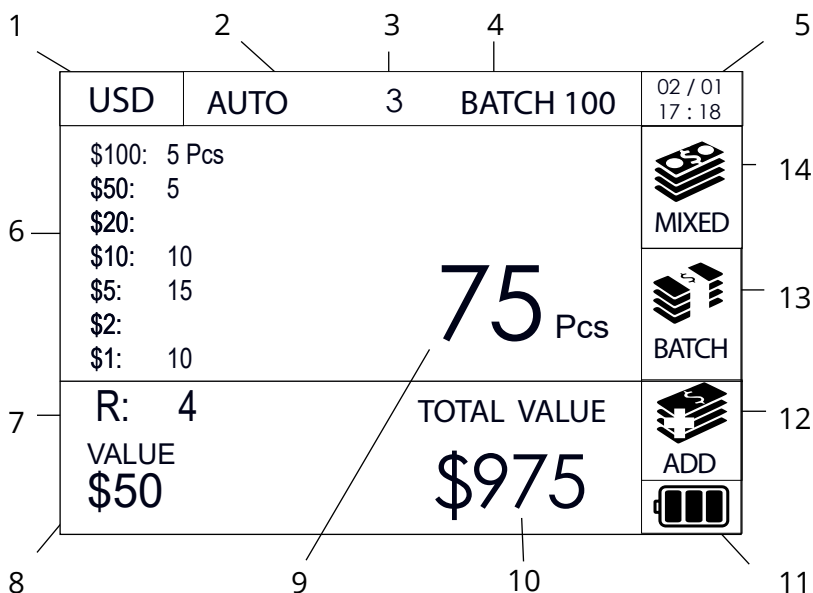 1 2 3 4 5
USD AUTO 3 BATCH 100 02 / 01
17 : 18
$100: 5 Pcs
$50: 5
$20:
$10: 10
$5: 15
$2:
$1: 10
75 Pcs
MIXED
14
BATCH
13
6
R: 4
VALUE
$50
TOTAL VALUE
$975
ADD
12
7
8 9 10 11